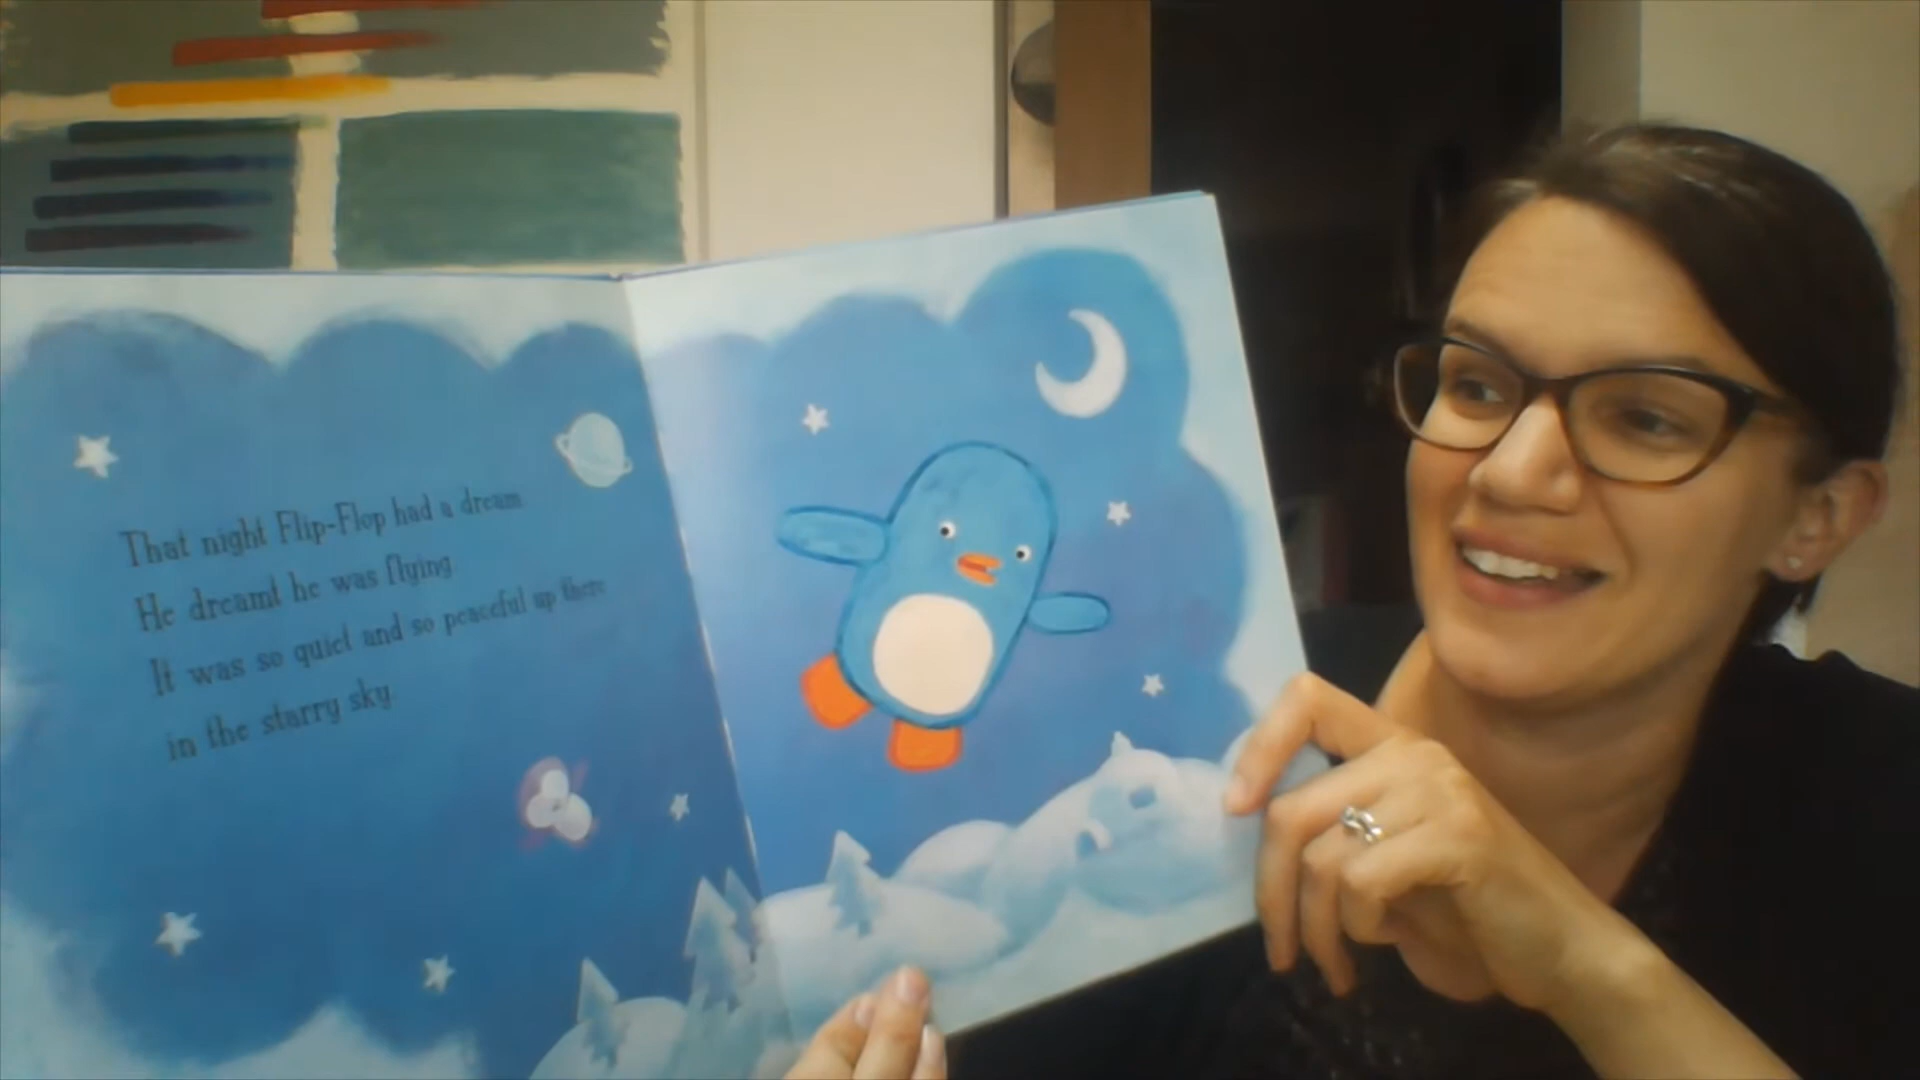 That night Flip-Flop had a dream.
He dreamt he was flying.
It was so quiet and so peaceful up there
in the starry sky.